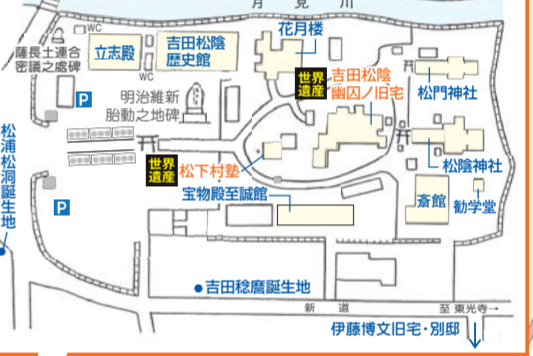 月見川
WC
薩長土連合
密議之處碑
立志殿
WC
吉田松陰
歴史館
花月楼
世界
遺産
吉田松陰
幽囚ノ旧宅
松門神社
P
明治維新
胎動之地碑
松浦松洞誕生地
世界
遺産
松下村塾
松陰神社
宝物殿至誠館
斎館
勧学堂
P
吉田稔麿誕生地
新道
至 東光寺→
伊藤博文旧宅・別邸